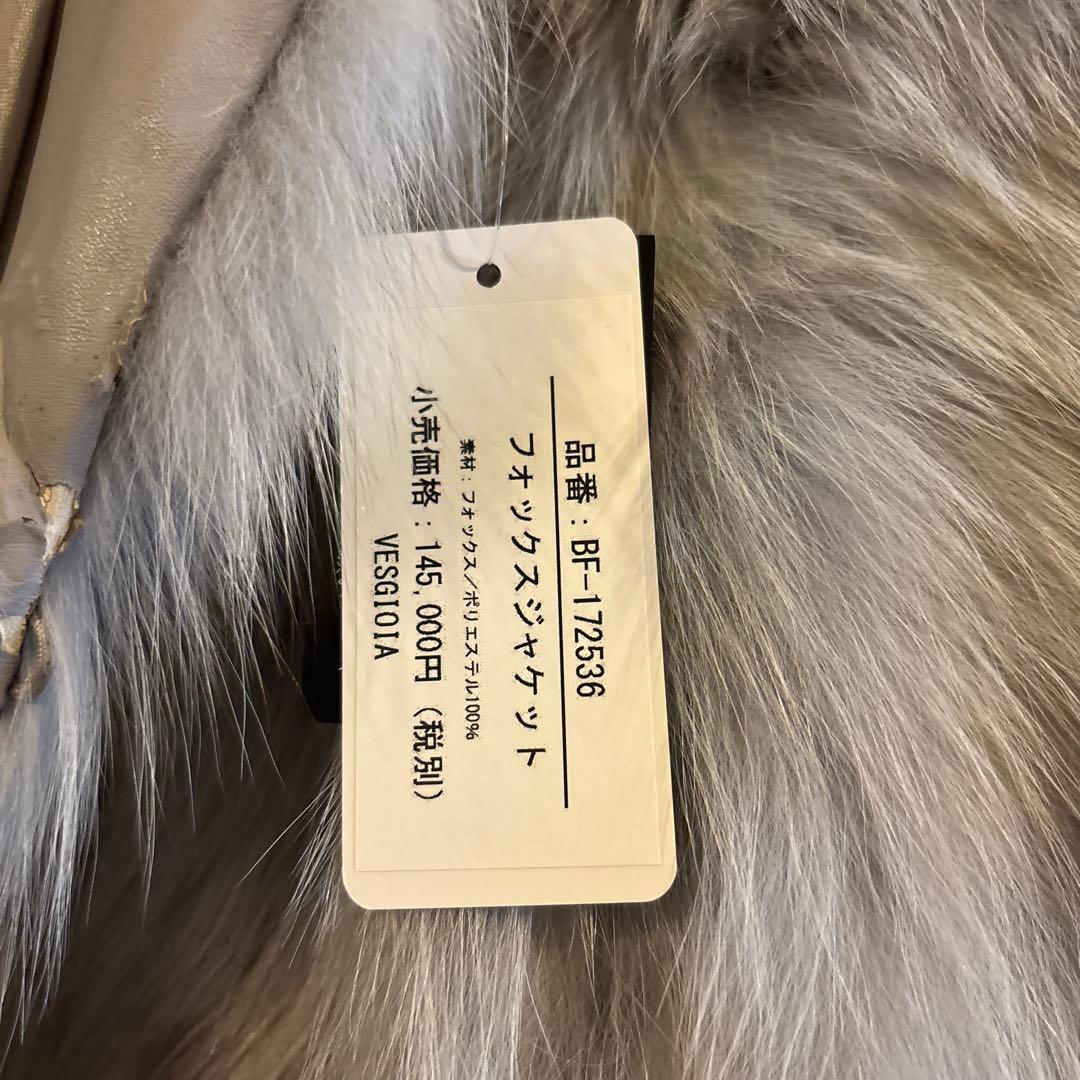 品番：BF-172536
フォックスジャケット
素材：フォックス／ポリエステル100%
小売価格：145,000円（税別）
VESGIOIA